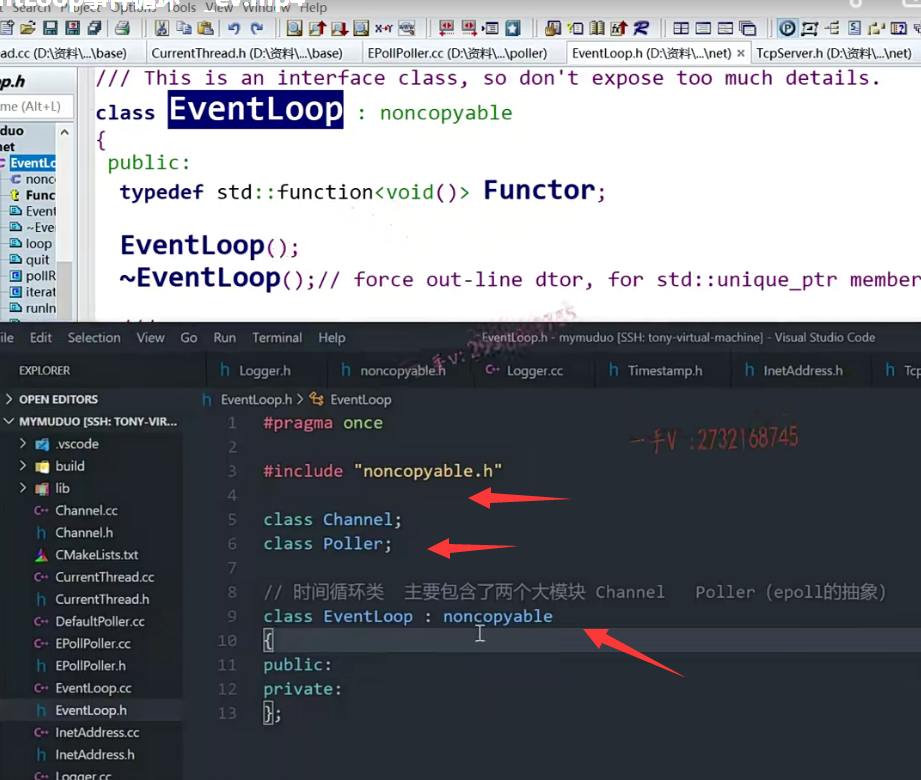 Search Project Options Tools View Window Help
ad.cc (D:\资料\...\base)
CurrentThread.h (D:\资料\...\base)
EPollPoller.cc (D:\资料\...\poller)
EventLoop.h (D:\资料\...\net)
TcpServer.h (D:\资料\...\net)
op.h
me (Alt+L)
duo
net
EventLo
nonc
Func
Event
~Eve
loop
quit
pollR
iterat
runIn
/// This is an interface class, so don't expose too much details.
class EventLoop : noncopyable
{
public:
typedef std::function<void()> Functor;
EventLoop();
~EventLoop();// force out-line dtor, for std::unique_ptr member
ile Edit Selection View Go Run Terminal Help
EventLoop.h - mymuduo [SSH: tony-virtual-machine] - Visual Studio Code
EXPLORER
Logger.h
noncopyable.h
Logger.cc
Timestamp.h
InetAddress.h
Tcp
OPEN EDITORS
MYMUDUO [SSH: TONY-VIR...
.vscode
build
lib
Channel.cc
Channel.h
CMakeLists.txt
CurrentThread.cc
CurrentThread.h
DefaultPoller.cc
EPollPoller.cc
EPollPoller.h
EventLoop.cc
EventLoop.h
InetAddress.cc
InetAddress.h
Logger.cc
EventLoop.h > EventLoop
1 #pragma once
2
3 #include "noncopyable.h"
4
5 class Channel;
6 class Poller;
7
8 // 时间循环类 主要包含了两个大模块 Channel Poller（epoll的抽象）
9 class EventLoop : noncopyable
10 {
11 public:
12 private:
13 };
一手V :2732168745